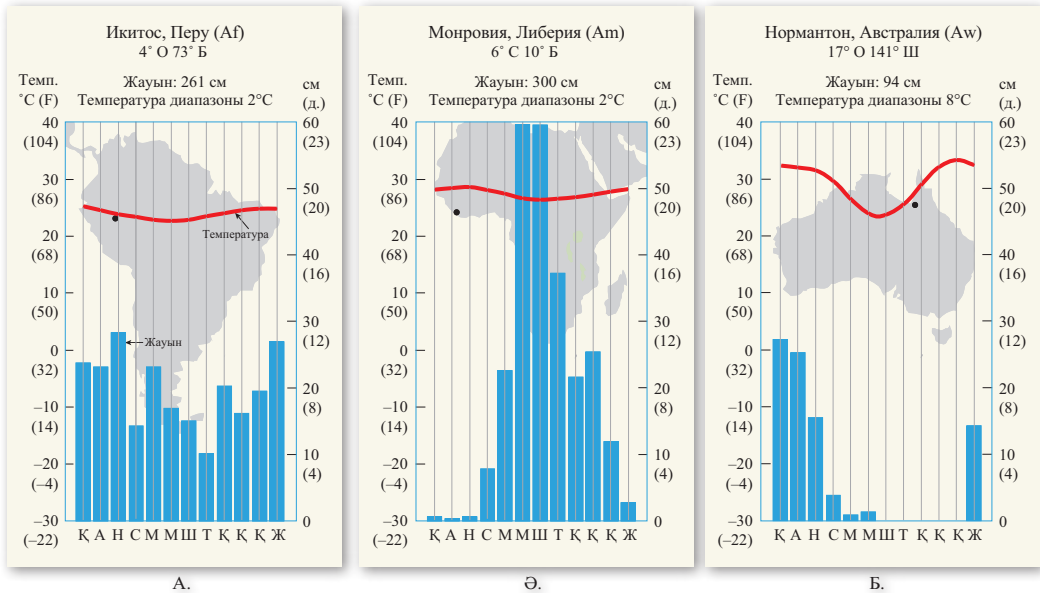 Икитос, Перу (Af)
4˚ О 73˚ Б
Темп.
˚C (F)
Жауын: 261 см
Температура диапазоны 2°C
см
(д.)
40
(104)
30
(86)
20
(68)
10
(50)
0
(32)
–10
(14)
–20
(–4)
–30
(–22)
60
(23)
50
(20)
40
(16)
30
(12)
20
(8)
10
(4)
0
Температура
Жауын
Қ А Н С М М Ш Т Қ Қ Қ Ж
А.
Монровия, Либерия (Am)
6˚ С 10˚ Б
Темп.
˚C (F)
Жауын: 300 см
Температура диапазоны 2°C
см
(д.)
40
(104)
30
(86)
20
(68)
10
(50)
0
(32)
–10
(14)
–20
(–4)
–30
(–22)
60
(23)
50
(20)
40
(16)
30
(12)
20
(8)
10
(4)
0
Қ А Н С М М Ш Т Қ Қ Қ Ж
Ә.
Нормантон, Австралия (Aw)
17° О 141° Ш
Темп.
˚C (F)
Жауын: 94 см
Температура диапазоны 8°C
см
(д.)
40
(104)
30
(86)
20
(68)
10
(50)
0
(32)
–10
(14)
–20
(–4)
–30
(–22)
60
(23)
50
(20)
40
(16)
30
(12)
20
(8)
10
(4)
0
Қ А Н С М М Ш Т Қ Қ Қ Ж
Б.